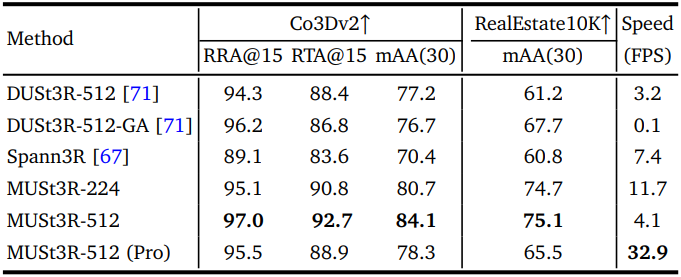 Method Co3Dv2↑ RealEstate10K↑ Speed
RRA@15 RTA@15 mAA(30) mAA(30) (FPS)
DUSt3R-512 [71] 94.3 88.4 77.2 61.2 3.2
DUSt3R-512-GA [71] 96.2 86.8 76.7 67.7 0.1
Spann3R [67] 89.1 83.6 70.4 60.8 7.4
MUSt3R-224 95.1 90.8 80.7 74.7 11.7
MUSt3R-512 97.0 92.7 84.1 75.1 4.1
MUSt3R-512 (Pro) 95.5 88.9 78.3 65.5 32.9